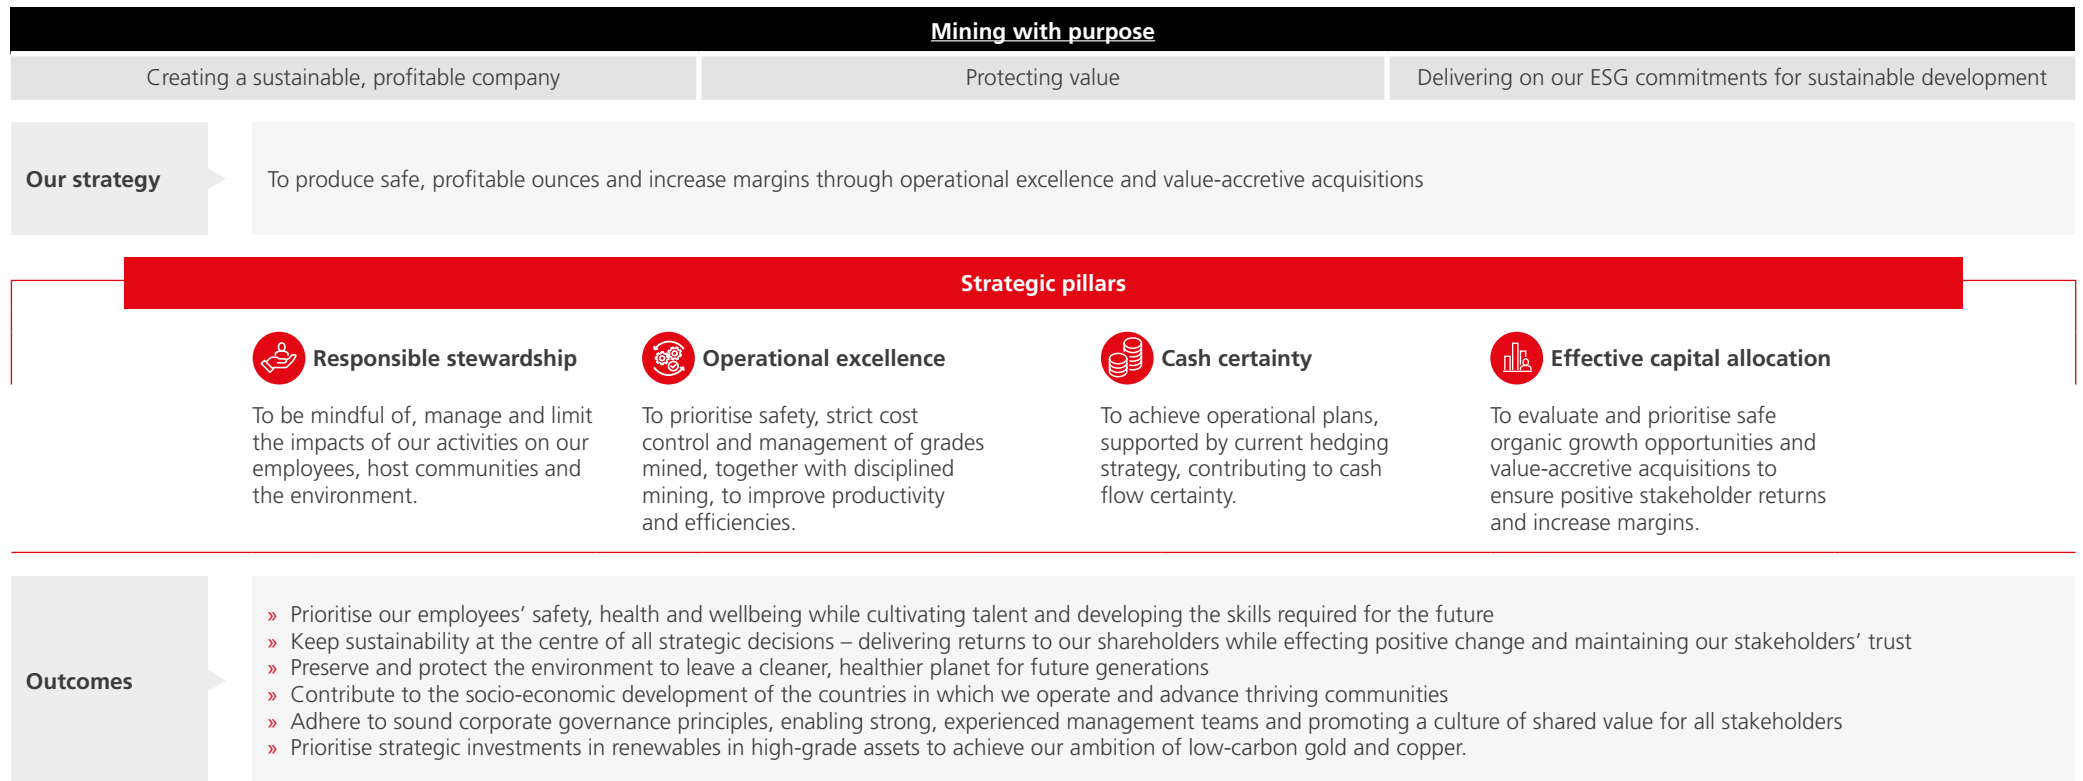 Mining with purpose
Creating a sustainable, profitable company
Protecting value
Delivering on our ESG commitments for sustainable development
Our strategy
To produce safe, profitable ounces and increase margins through operational excellence and value-accretive acquisitions
Strategic pillars
Responsible stewardship
To be mindful of, manage and limit
the impacts of our activities on our
employees, host communities and
the environment.
Operational excellence
To prioritise safety, strict cost
control and management of grades
mined, together with disciplined
mining, to improve productivity
and efficiencies.
Cash certainty
To achieve operational plans,
supported by current hedging
strategy, contributing to cash
flow certainty.
Effective capital allocation
To evaluate and prioritise safe
organic growth opportunities and
value-accretive acquisitions to
ensure positive stakeholder returns
and increase margins.
Outcomes
» Prioritise our employees’ safety, health and wellbeing while cultivating talent and developing the skills required for the future
» Keep sustainability at the centre of all strategic decisions – delivering returns to our shareholders while effecting positive change and maintaining our stakeholders’ trust
» Preserve and protect the environment to leave a cleaner, healthier planet for future generations
» Contribute to the socio-economic development of the countries in which we operate and advance thriving communities
» Adhere to sound corporate governance principles, enabling strong, experienced management teams and promoting a culture of shared value for all stakeholders
» Prioritise strategic investments in renewables in high-grade assets to achieve our ambition of low-carbon gold and copper.